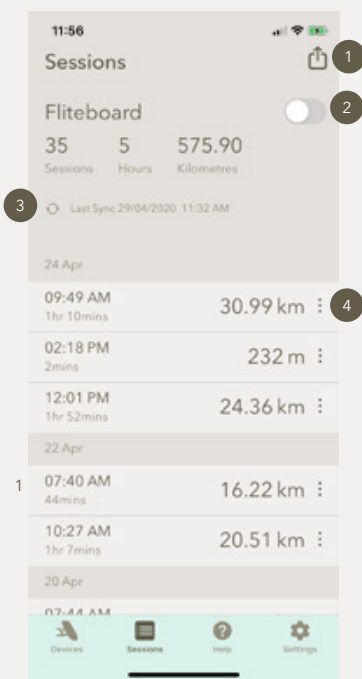 11:56
Sessions
1
Fliteboard
2
35 5 575.90
Sessions Hours Kilometres
3
Last Sync 29/04/2020 11:32 AM
24 Apr
09:49 AM
1hr 10mins
30.99 km
4
02:18 PM
2mins
232 m
12:01 PM
1hr 52mins
24.36 km
22 Apr
1
07:40 AM
44mins
16.22 km
10:27 AM
1hr 7mins
20.51 km
20 Apr
07:44 AM
Devices Sessions Help Settings